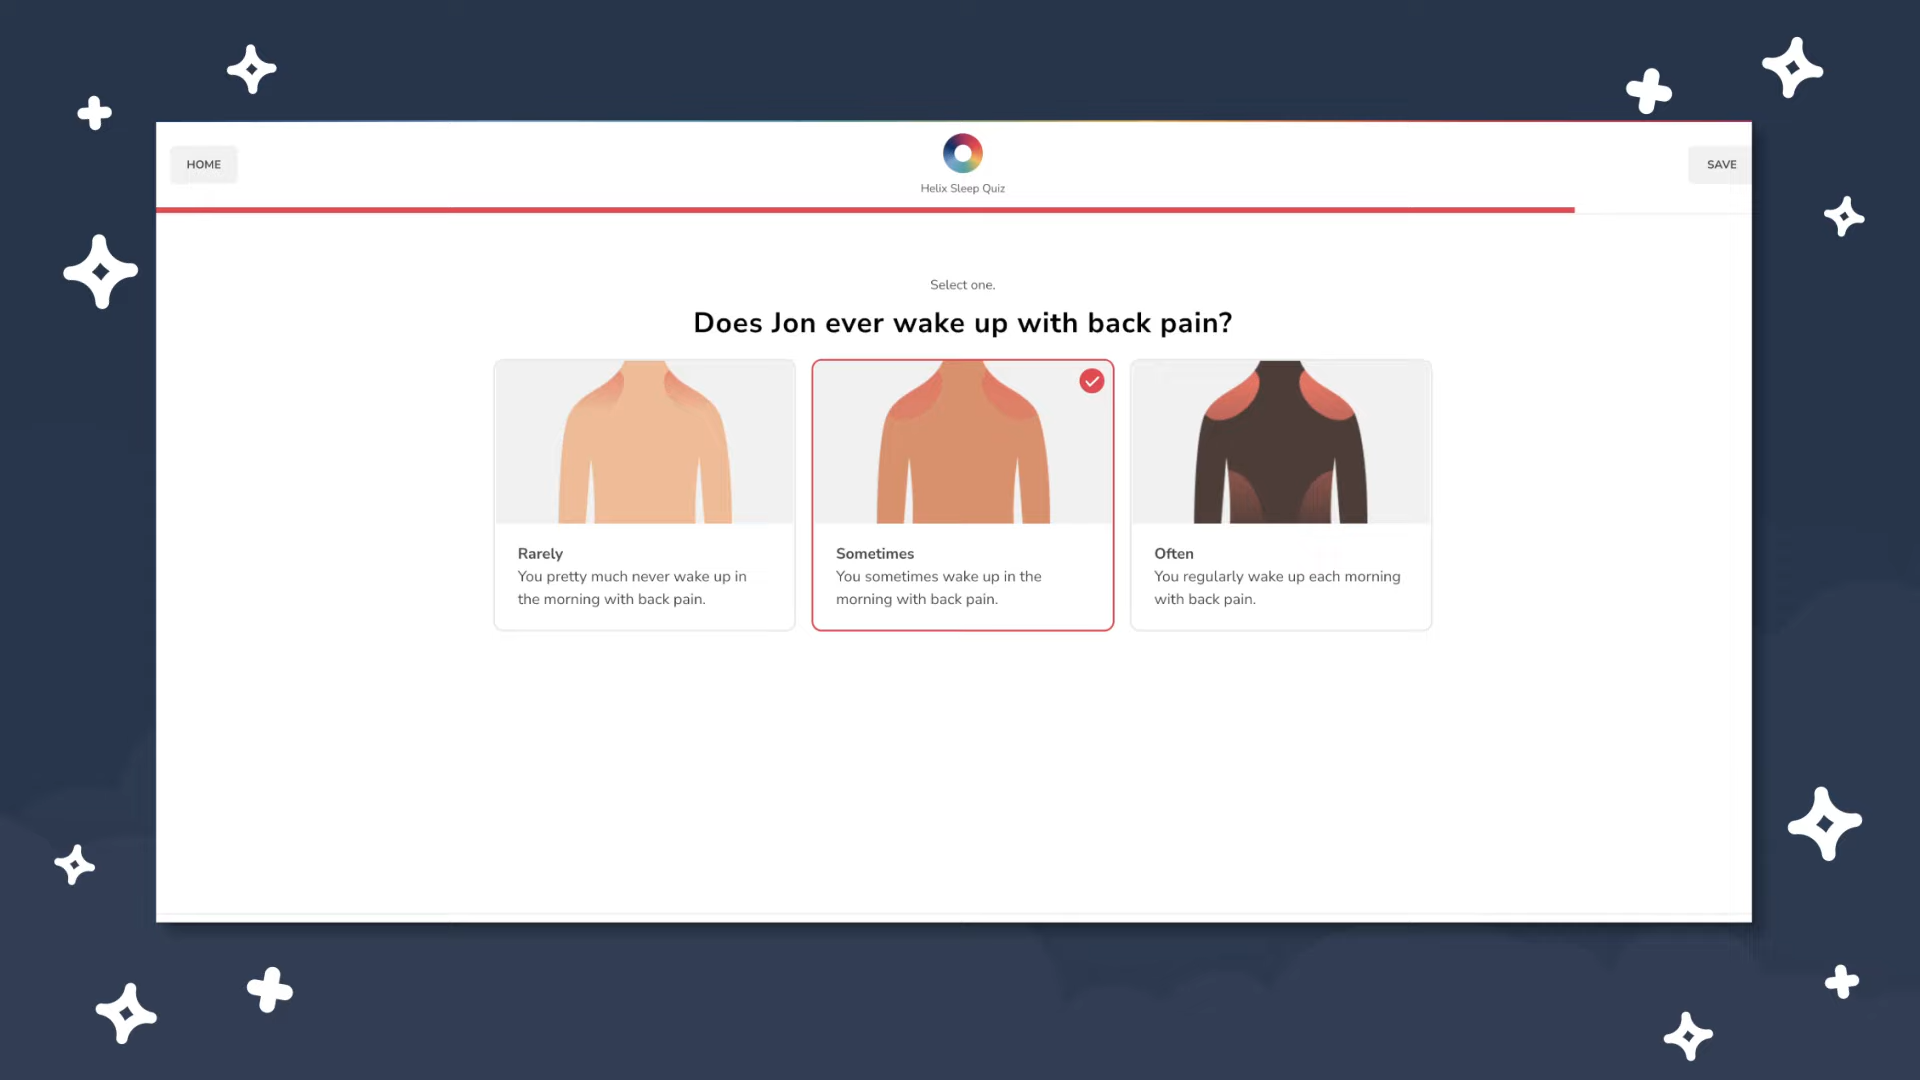 HOME
Helix Sleep Quiz
SAVE
Select one.
Does Jon ever wake up with back pain?
Rarely
You pretty much never wake up in
the morning with back pain.
Sometimes
You sometimes wake up in the
morning with back pain.
Often
You regularly wake up each morning
with back pain.